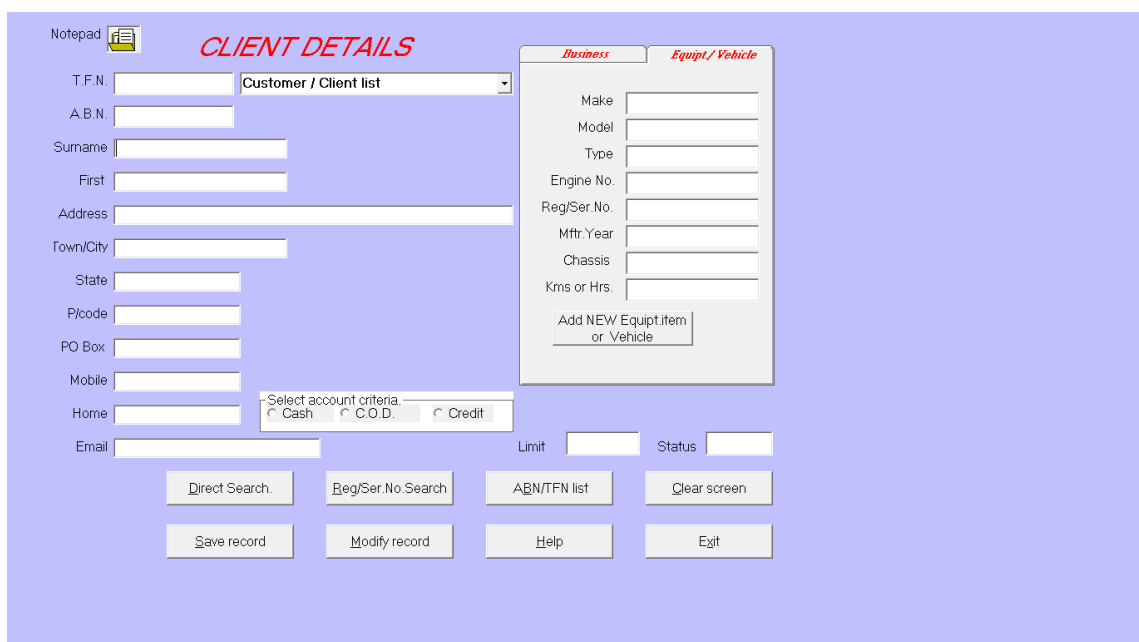 Notepad
CLIENT DETAILS
Business
Equipt./ Vehicle
T.F.N.
Customer / Client list
A.B.N.
Surname
First
Address
Town/City
State
P/code
PO Box
Mobile
Home
Email
Make
Model
Type
Engine No.
Reg/Ser.No.
Mftr.Year
Chassis
Kms or Hrs.
Add NEW Equipt.item
or Vehicle
Select account criteria.
Cash
C.O.D.
Credit
Limit
Status
Direct Search.
Reg/Ser.No.Search
ABN/TFN list
Clear screen
Save record
Modify record
Help
Exit